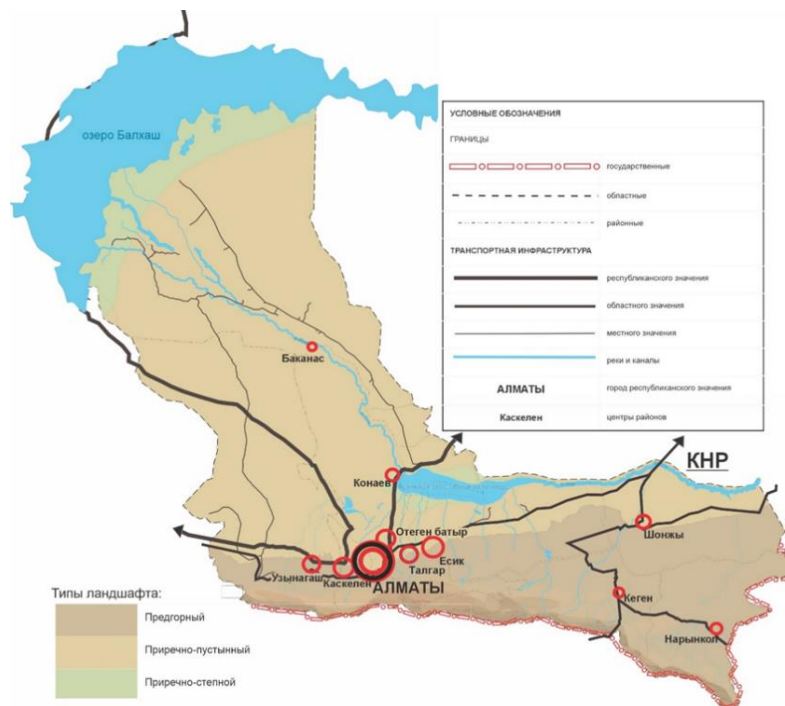 озеро Балхаш
УСЛОВНЫЕ ОБОЗНАЧЕНИЯ
ГРАНИЦЫ
государственные
областные
районные
ТРАНСПОРТНАЯ ИНФРАСТРУКТУРА
республиканского значения
областного значения
местного значения
реки и каналы
АЛМАТЫ
город республиканского значения
Каскелен
центры районов
Баканас
КНР
Конаев
Отеген батыр
Шонжы
Есик
Талгар
Узынагаш
Каскелен
АЛМАТЫ
Кеген
Нарынкол
Типы ландшафта:
Предгорный
Приречно-пустынный
Приречно-степной